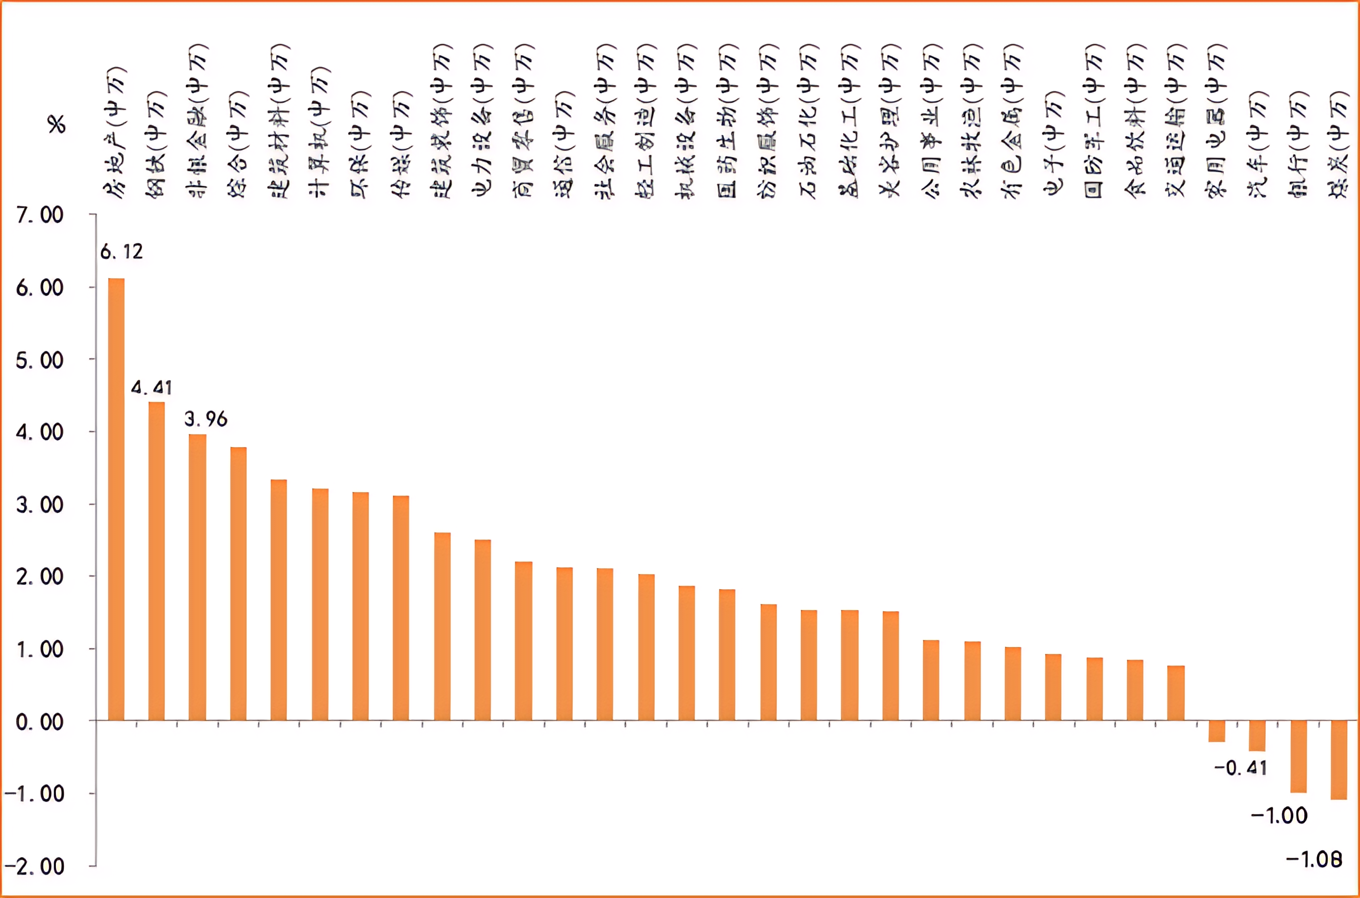 %
房地产(申万)
钢铁(申万)
非银金融(申万)
综合(申万)
建筑材料(申万)
计算机(申万)
环保(申万)
传媒(申万)
建筑装饰(申万)
电力设备(申万)
商贸零售(申万)
通信(申万)
社会服务(申万)
轻工制造(申万)
机械设备(申万)
医药生物(申万)
纺织服饰(申万)
石油石化(申万)
基础化工(申万)
美容护理(申万)
公用事业(申万)
农林牧渔(申万)
有色金属(申万)
电子(申万)
国防军工(申万)
食品饮料(申万)
交通运输(申万)
家用电器(申万)
汽车(申万)
银行(申万)
煤炭(申万)
7.00
6.00
5.00
4.00
3.00
2.00
1.00
0.00
-1.00
-2.00
6.12
4.41
3.96
-0.41
-1.00
-1.08